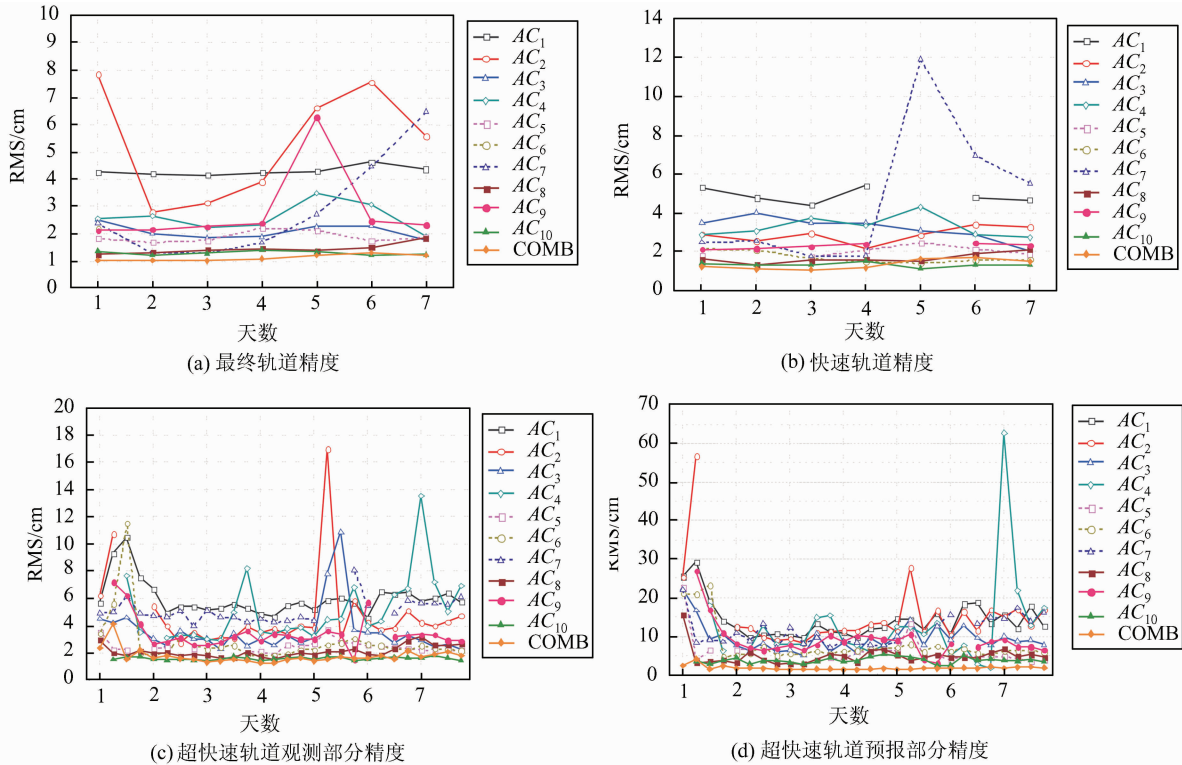 10
9
8
7
6
5
4
3
2
1
0
RMS/cm
1 2 3 4 5 6 7
天数
AC1
AC2
AC3
AC4
AC5
AC6
AC7
AC8
AC9
AC10
COMB
(a) 最终轨道精度
14
12
10
8
6
4
2
0
RMS/cm
1 2 3 4 5 6 7
天数
AC1
AC2
AC3
AC4
AC5
AC6
AC7
AC8
AC9
AC10
COMB
(b) 快速轨道精度
20
18
16
14
12
10
8
6
4
2
0
RMS/cm
1 2 3 4 5 6 7
天数
AC1
AC2
AC3
AC4
AC5
AC6
AC7
AC8
AC9
AC10
COMB
(c) 超快速轨道观测部分精度
70
60
50
40
30
20
10
0
RMS/cm
1 2 3 4 5 6 7
天数
AC1
AC2
AC3
AC4
AC5
AC6
AC7
AC8
AC9
AC10
COMB
(d) 超快速轨道预报部分精度